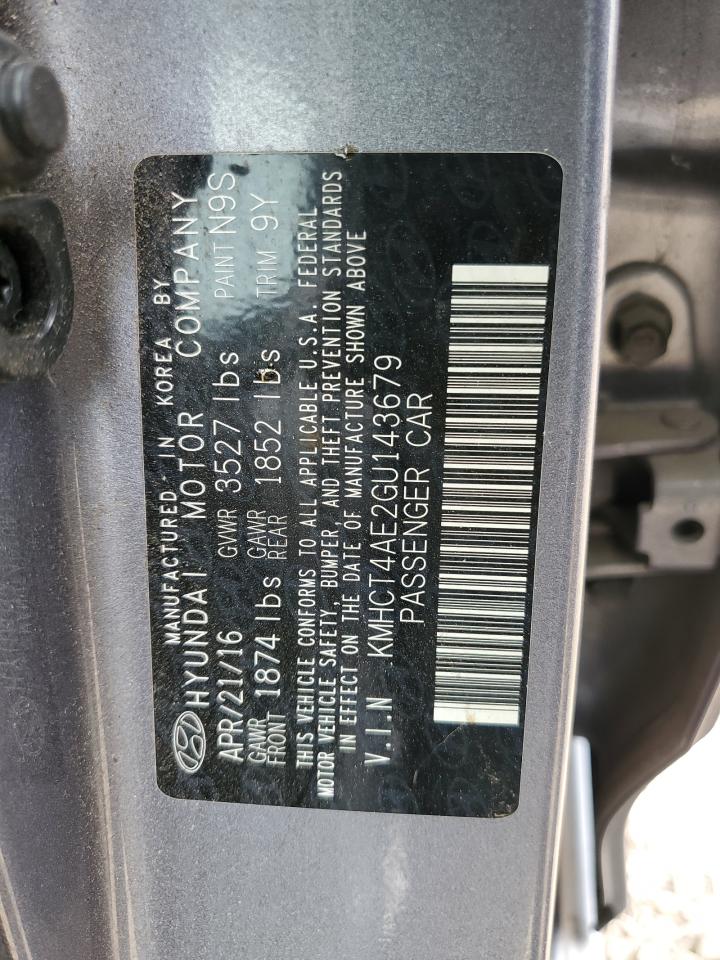 MANUFACTURED IN KOREA BY
HYUNDAI MOTOR COMPANY
APR/21/16 GVWR 3527 lbs PAINT N9S
GAWR FRONT 1874 lbs GAWR REAR 1852 lbs TRIM 9Y
THIS VEHICLE CONFORMS TO ALL APPLICABLE U.S.A. FEDERAL
MOTOR VEHICLE SAFETY, BUMPER, AND THEFT PREVENTION STANDARDS
IN EFFECT ON THE DATE OF MANUFACTURE SHOWN ABOVE
V.I.N KMHCT4AE2GU143679
PASSENGER CAR